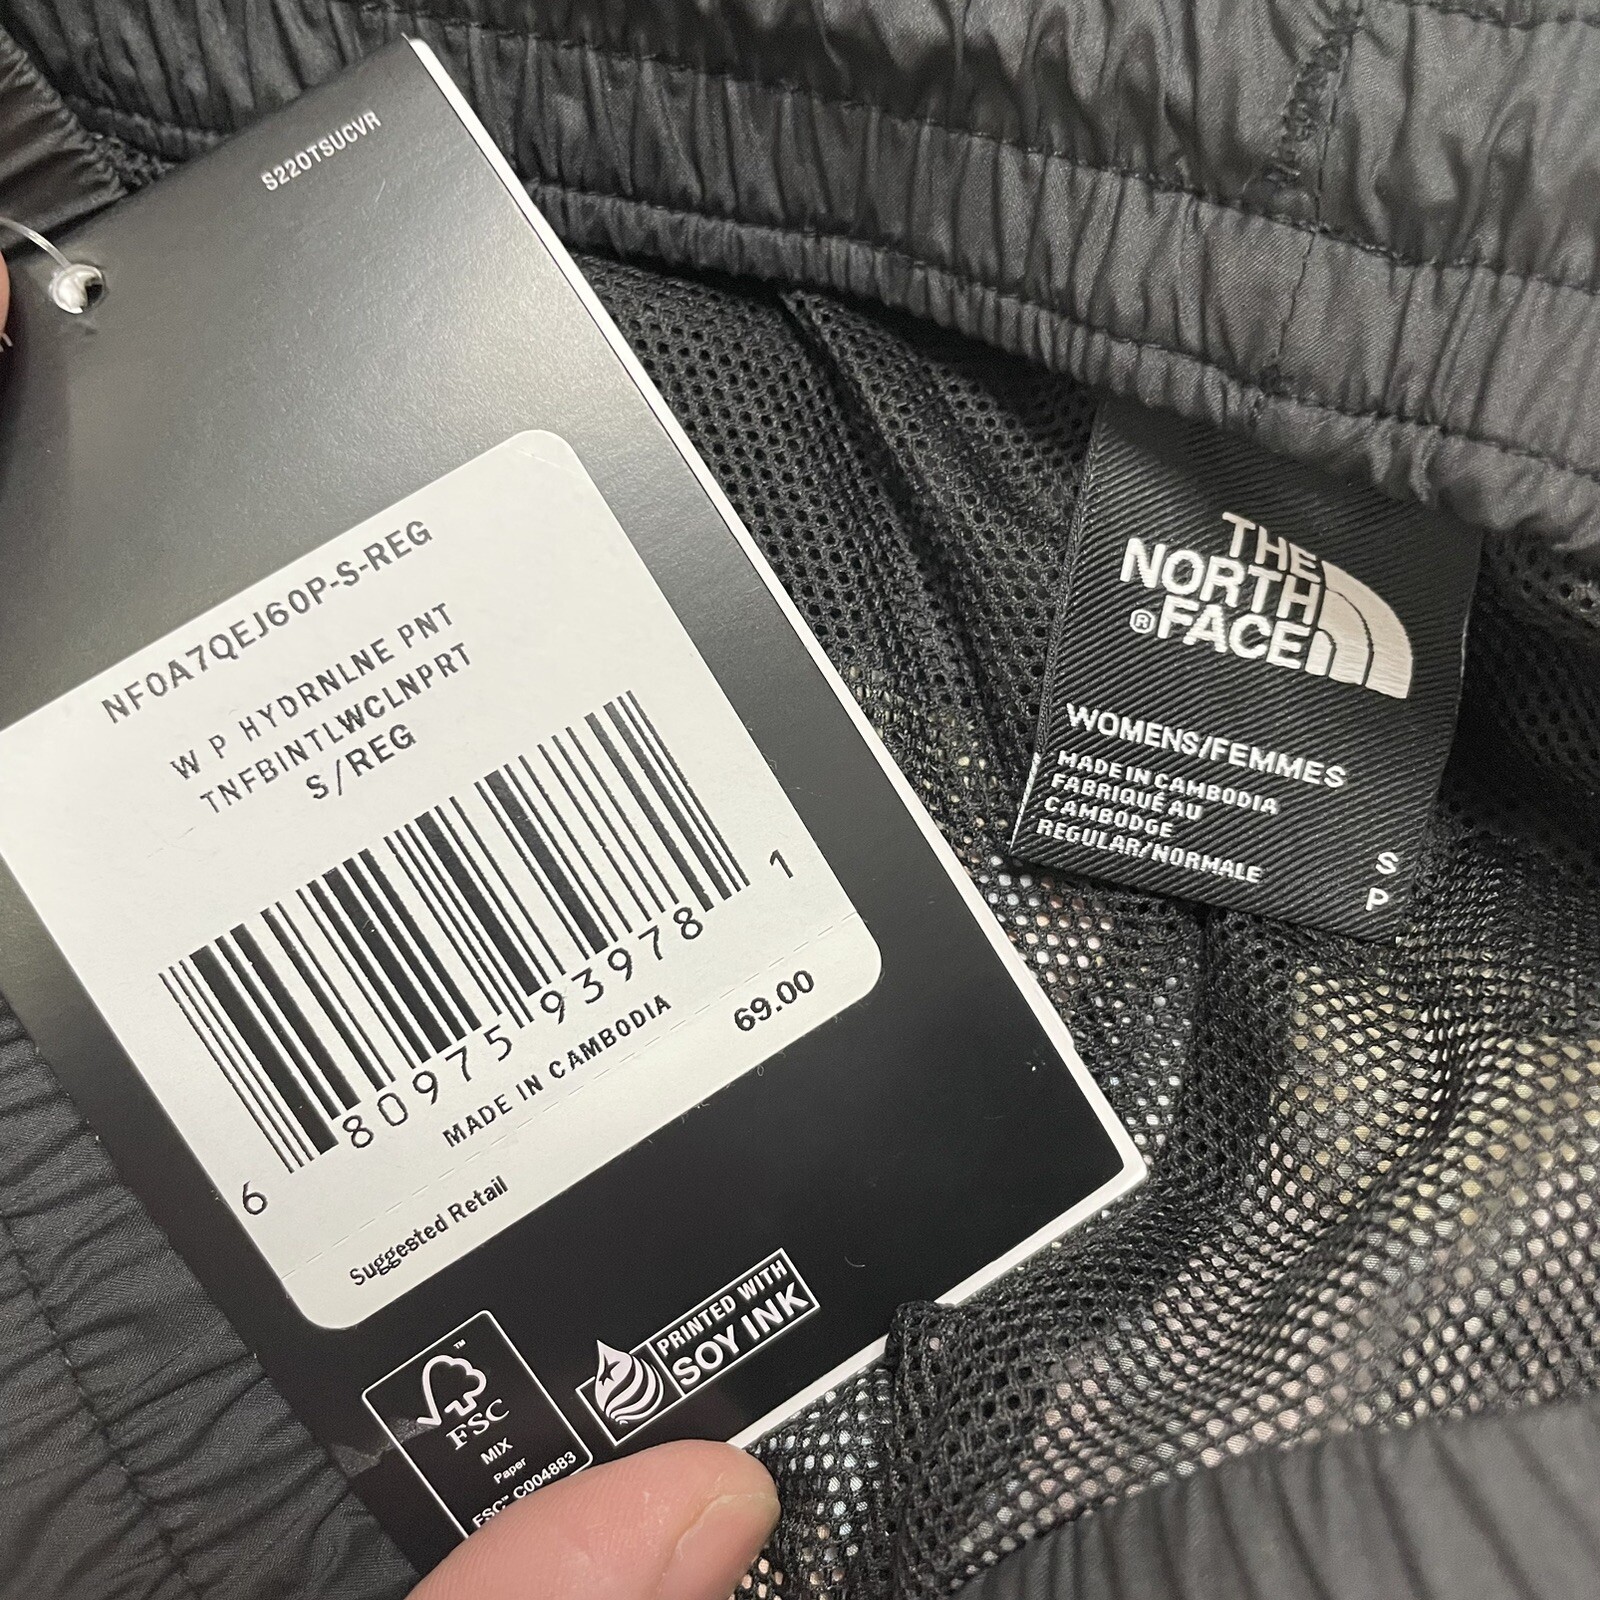 S220TSUCVR
NF0A7QEJ60P-S-REG
W P HYDRNLNE PNT
TNFBINTLWCLNPRT
S/REG
6 80975 93978 1
MADE IN CAMBODIA
Suggested Retail 69.00
FSC
™
MIX
Paper
FSC™ C004883
PRINTED WITH
SOY INK
THE
NORTH
®FACE
WOMENS/FEMMES
MADE IN CAMBODIA
FABRIQUÉ AU
CAMBODGE
REGULAR/NORMALE
S
P